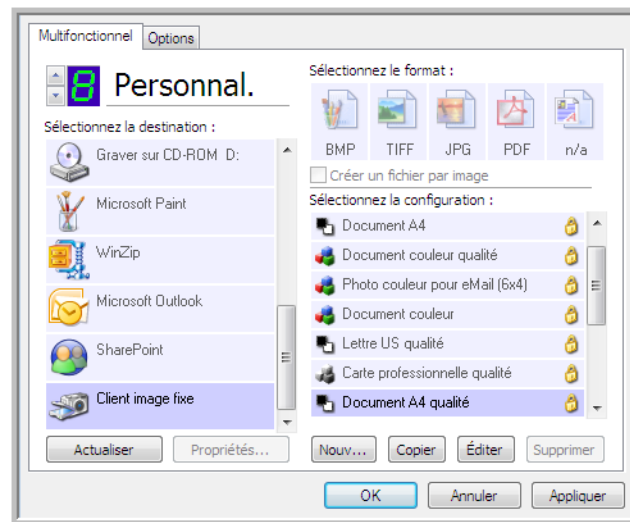 Multifonctionnel Options
8 Personnal.
Sélectionnez la destination :
Graver sur CD-ROM D:
Microsoft Paint
WinZip
Microsoft Outlook
SharePoint
Client image fixe
Actualiser Propriétés...
Sélectionnez le format :
BMP TIFF JPG PDF n/a
Créer un fichier par image
Sélectionnez la configuration :
Document A4
Document couleur qualité
Photo couleur pour eMail (6x4)
Document couleur
Lettre US qualité
Carte professionnelle qualité
Document A4 qualité
Nouv... Copier Éditer Supprimer
OK Annuler Appliquer